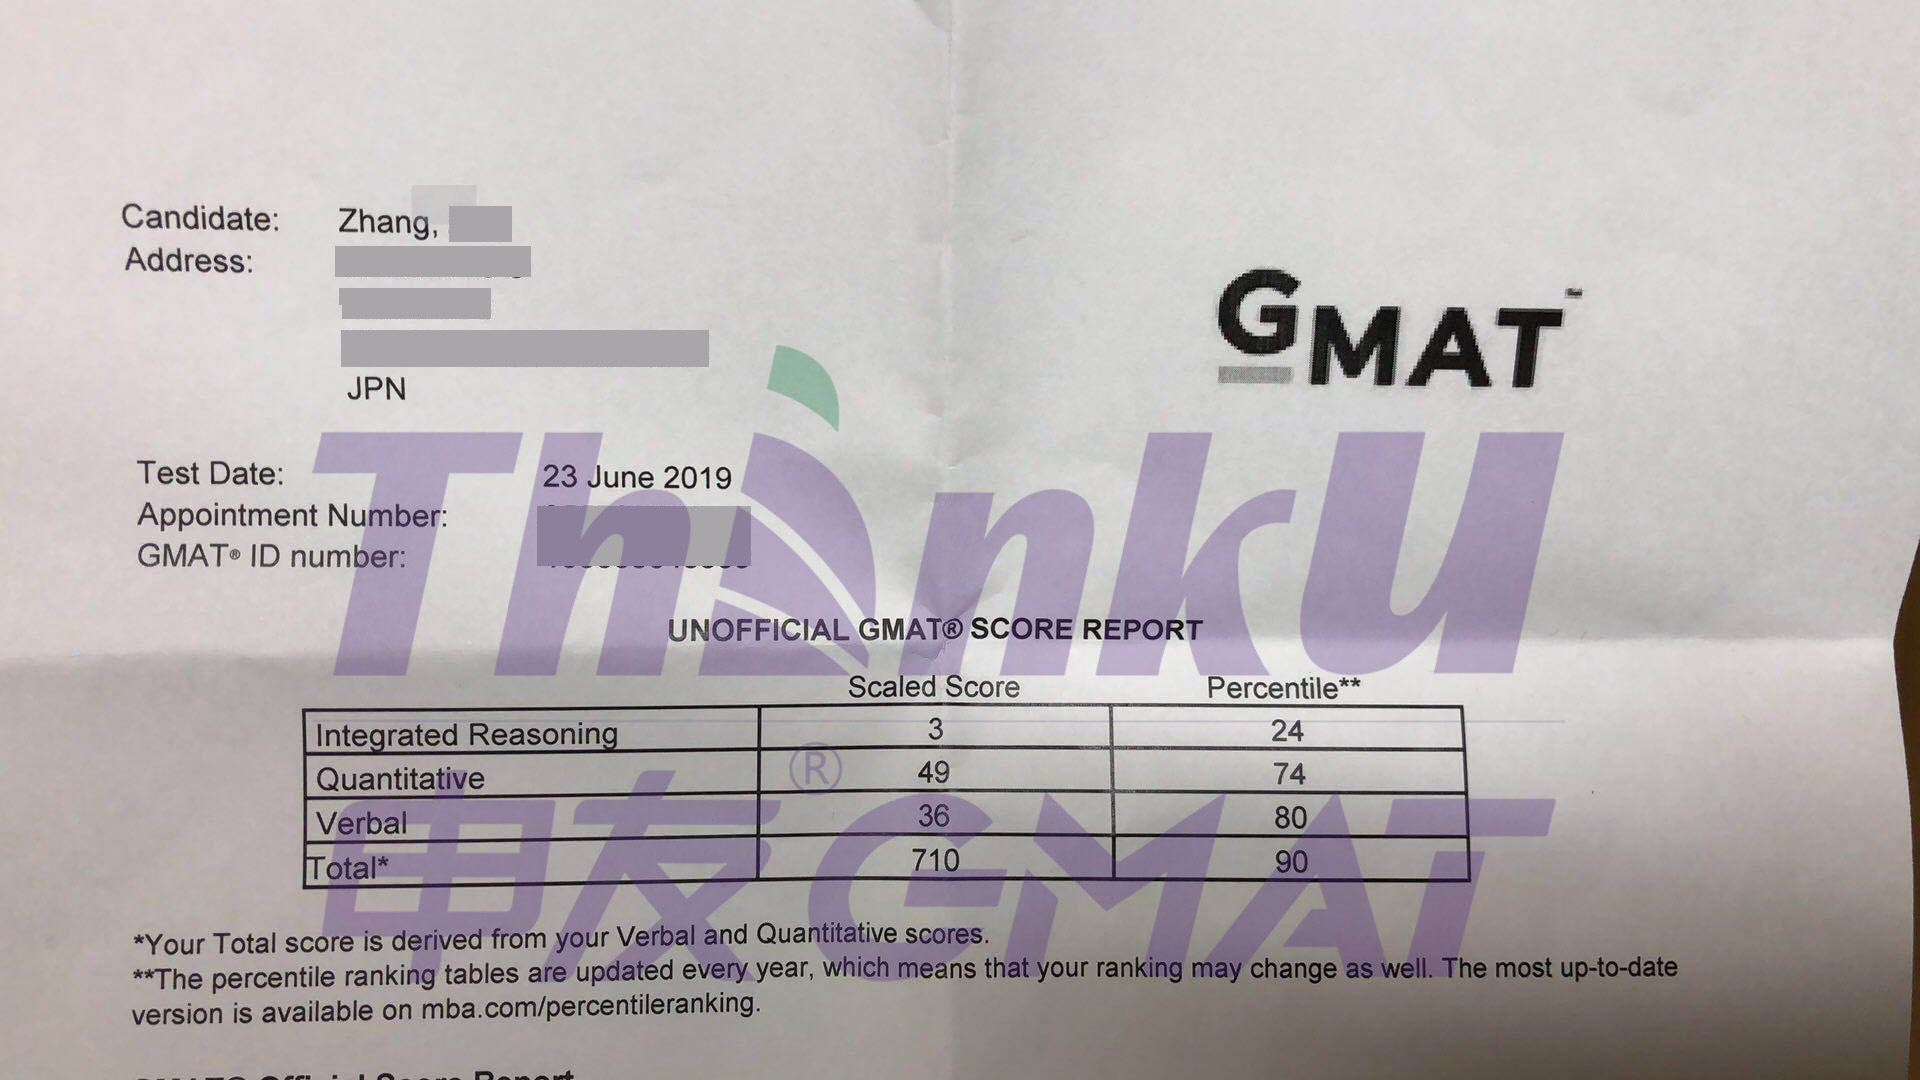 Candidate: Zhang,
Address:
JPN
GMAT™
Test Date: 23 June 2019
Appointment Number:
GMAT® ID number:
ThinkU
UNOFFICIAL GMAT® SCORE REPORT
Scaled Score Percentile**
Integrated Reasoning 3 24
Quantitative 49 74
Verbal 36 80
Total* 710 90
®
申友GMAT
*Your Total score is derived from your Verbal and Quantitative scores.
**The percentile ranking tables are updated every year, which means that your ranking may change as well. The most up-to-date
version is available on mba.com/percentileranking.